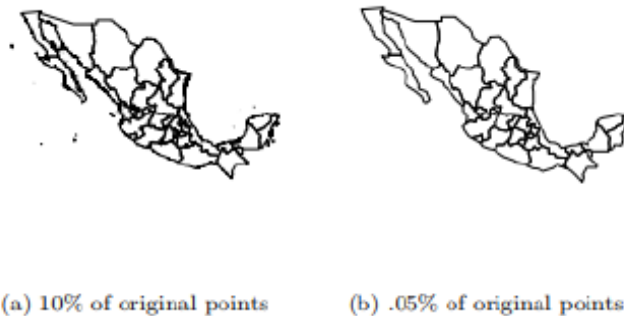 (a) 10% of original points
(b) .05% of original points